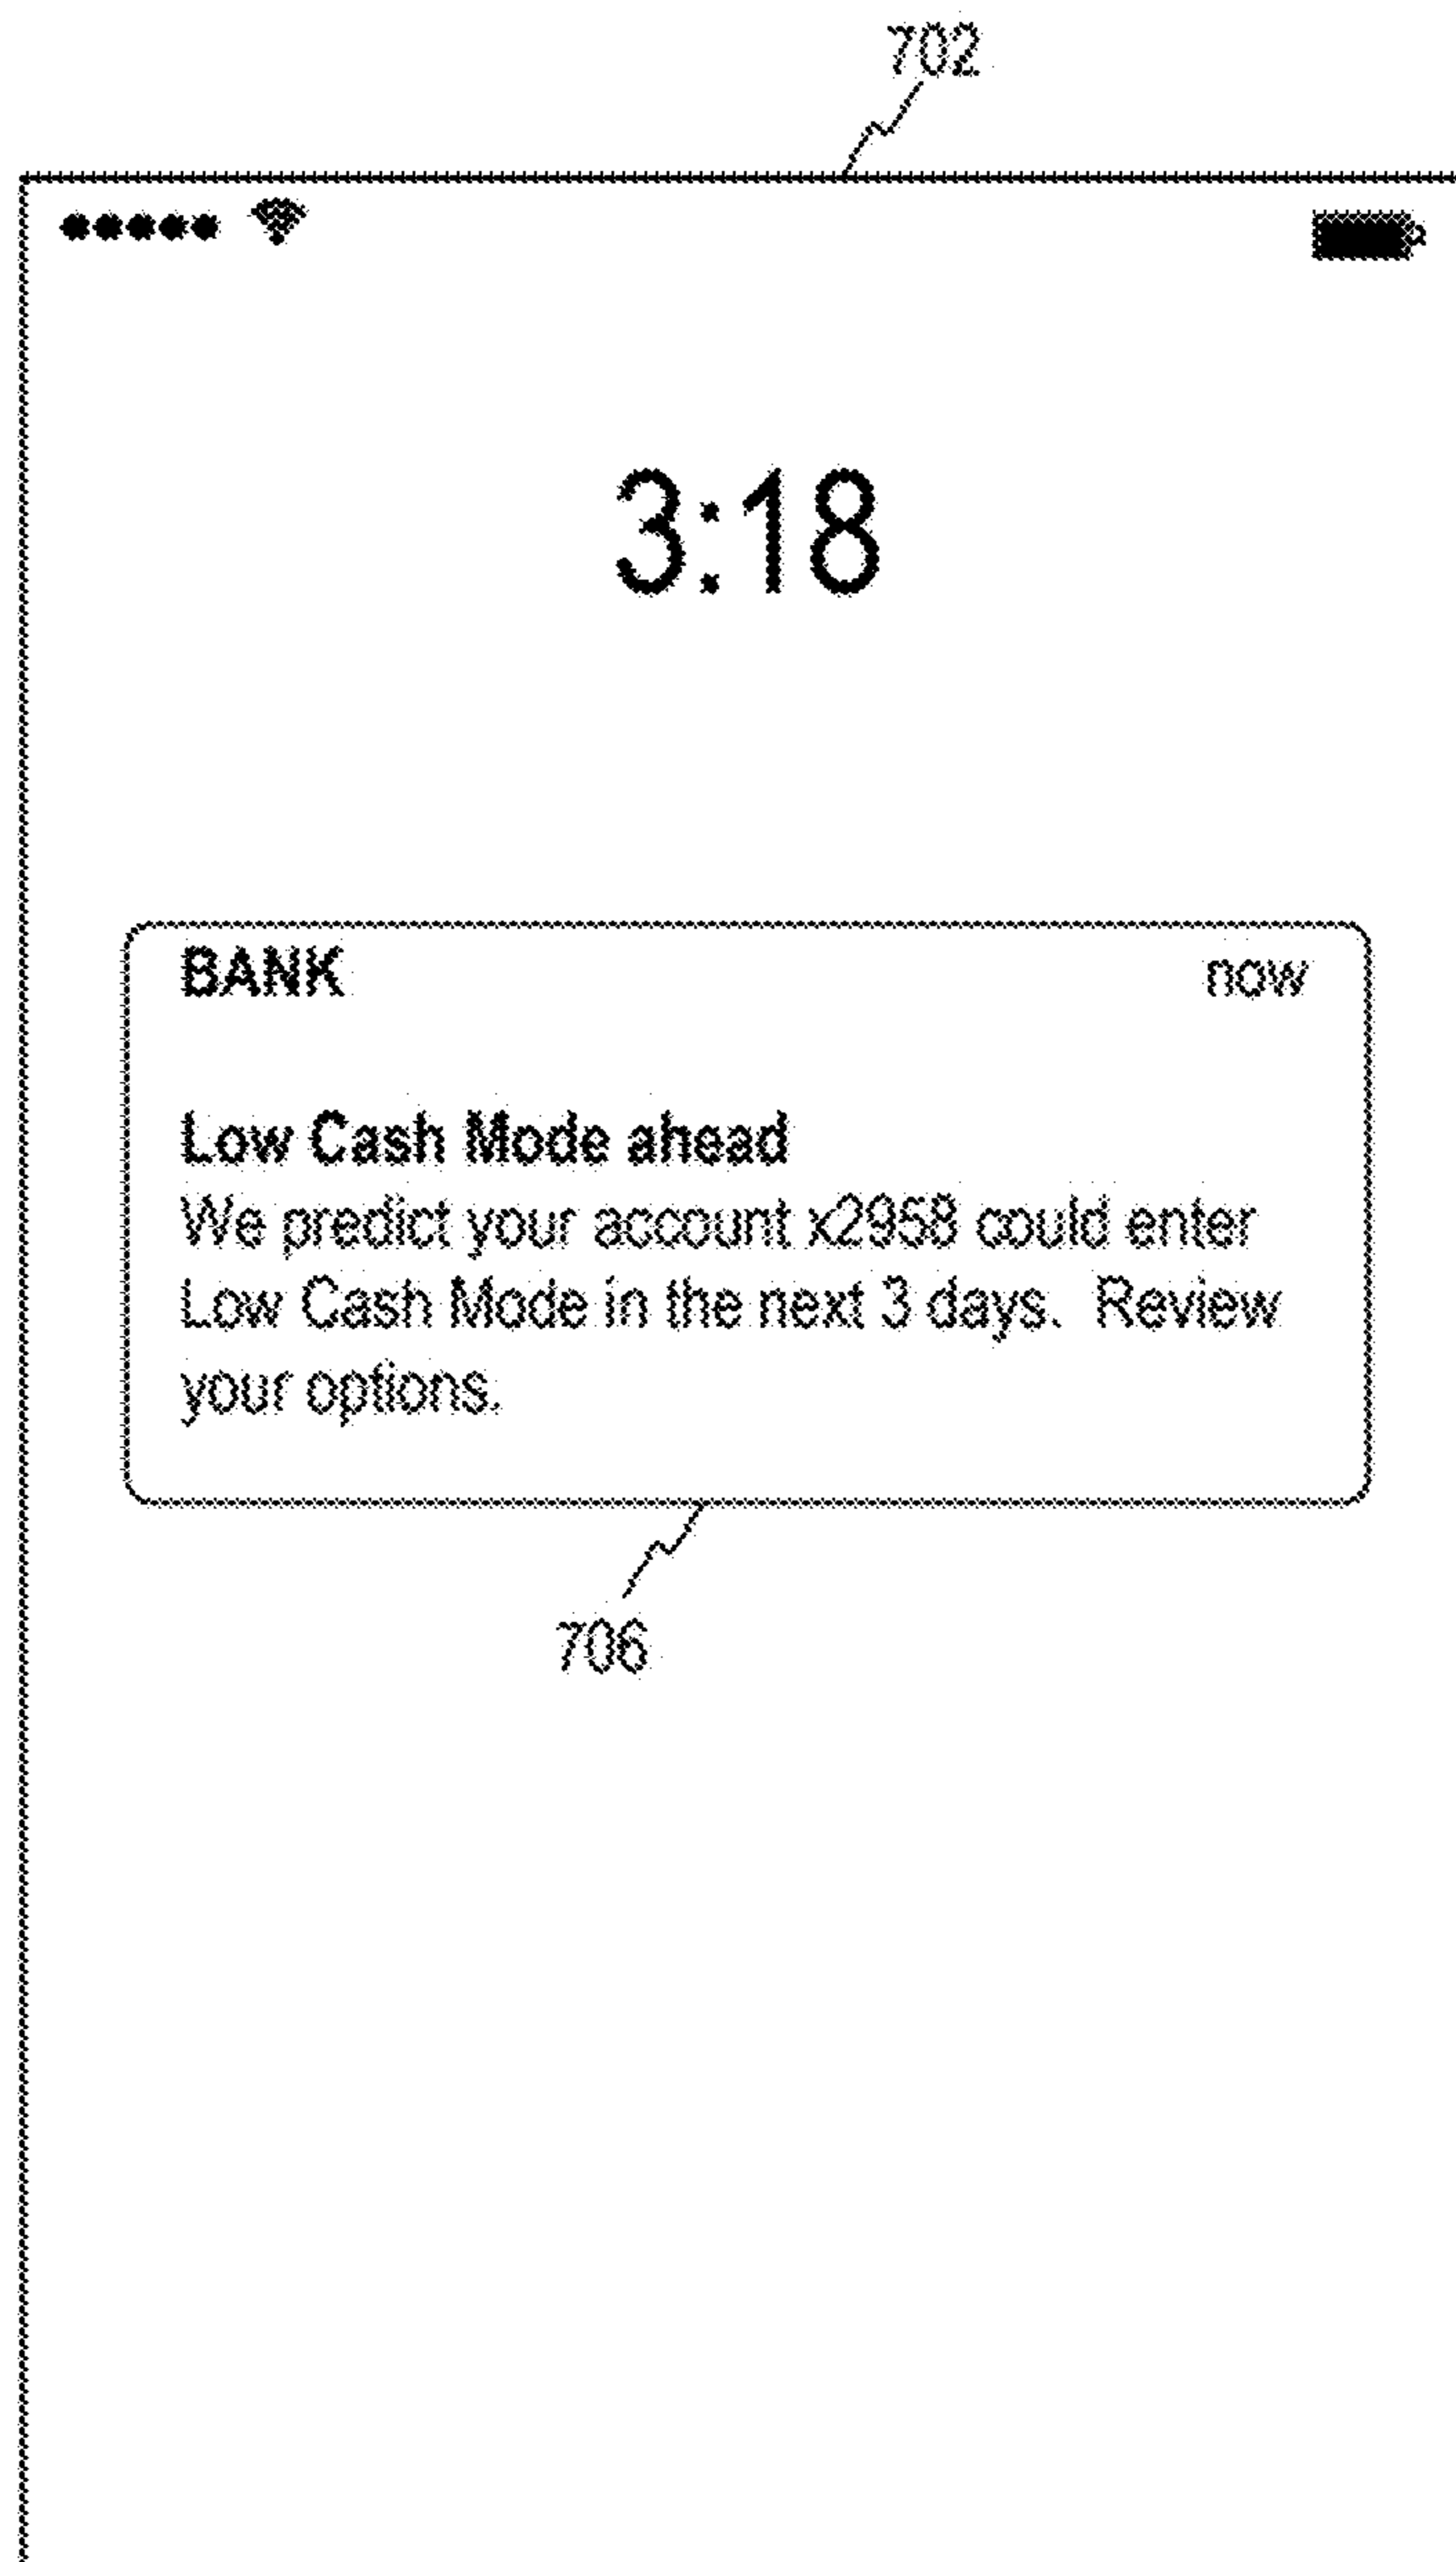 702
3:18
BANK now
Low Cash Mode ahead
We predict your account x2958 could enter
Low Cash Mode in the next 3 days. Review
your options.
706